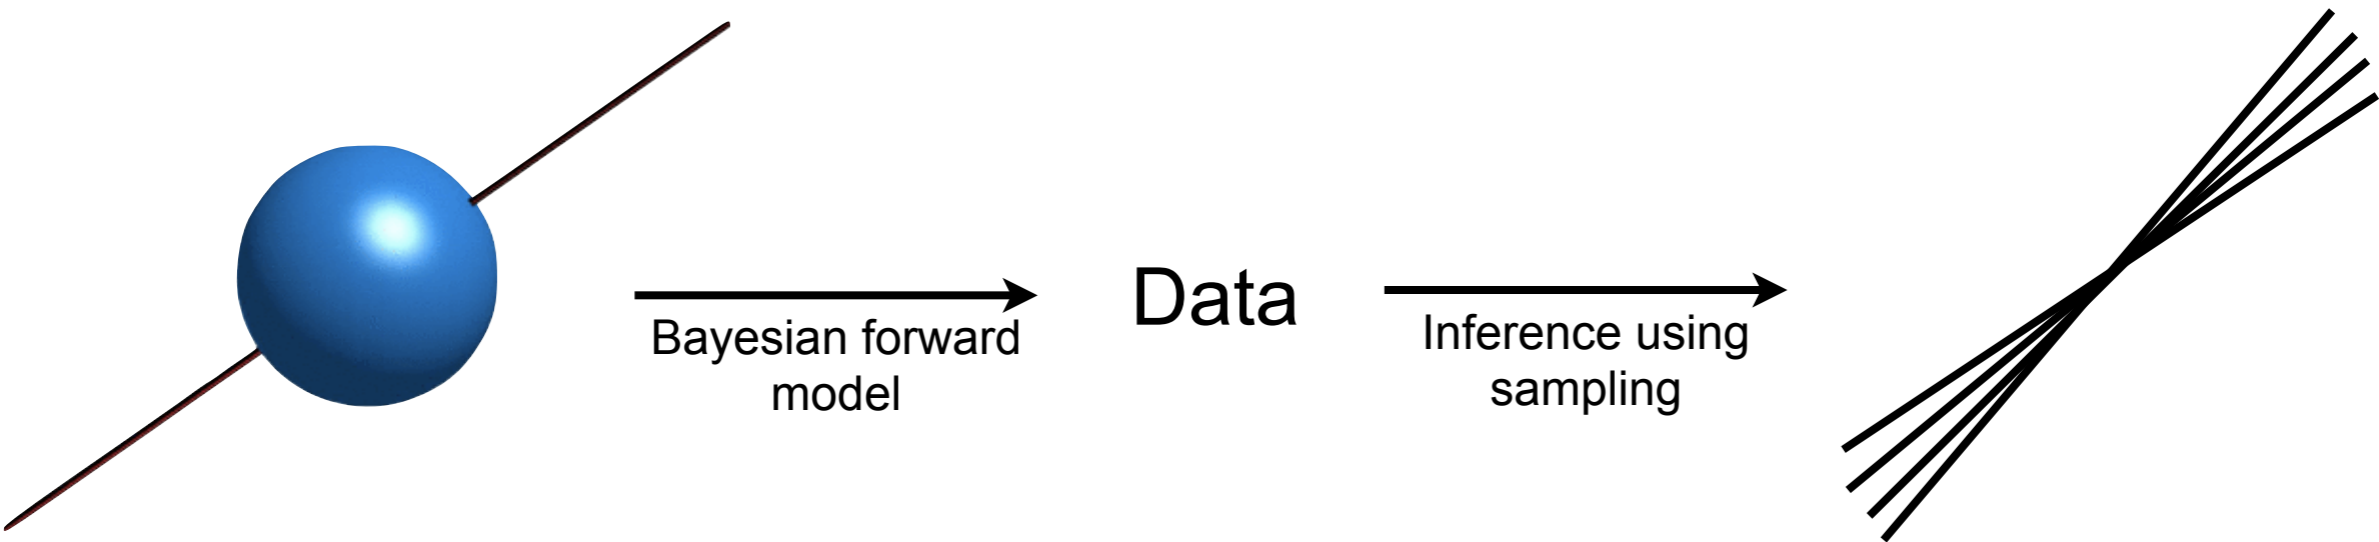 Bayesian forward
model
Data
Inference using
sampling